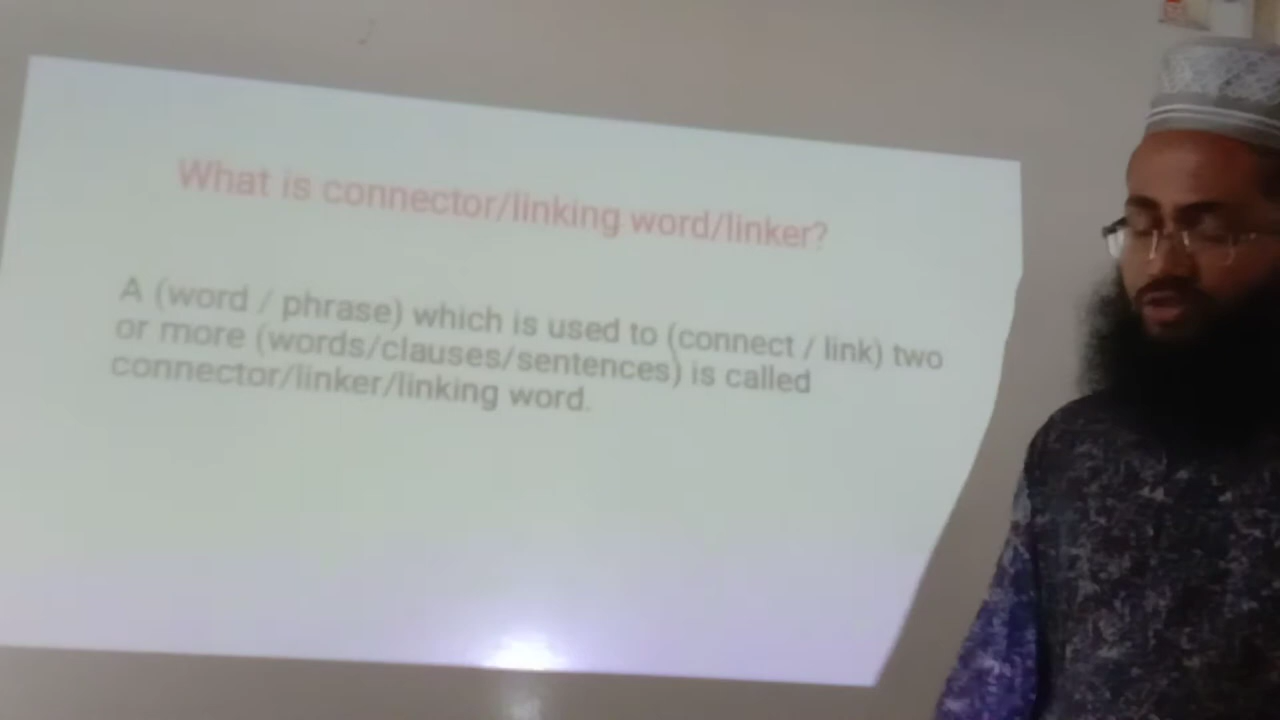 What is connector/linking word/linker?
A (word / phrase) which is used to (connect / link) two
or more (words/clauses/sentences) is called
connector/linker/linking word.